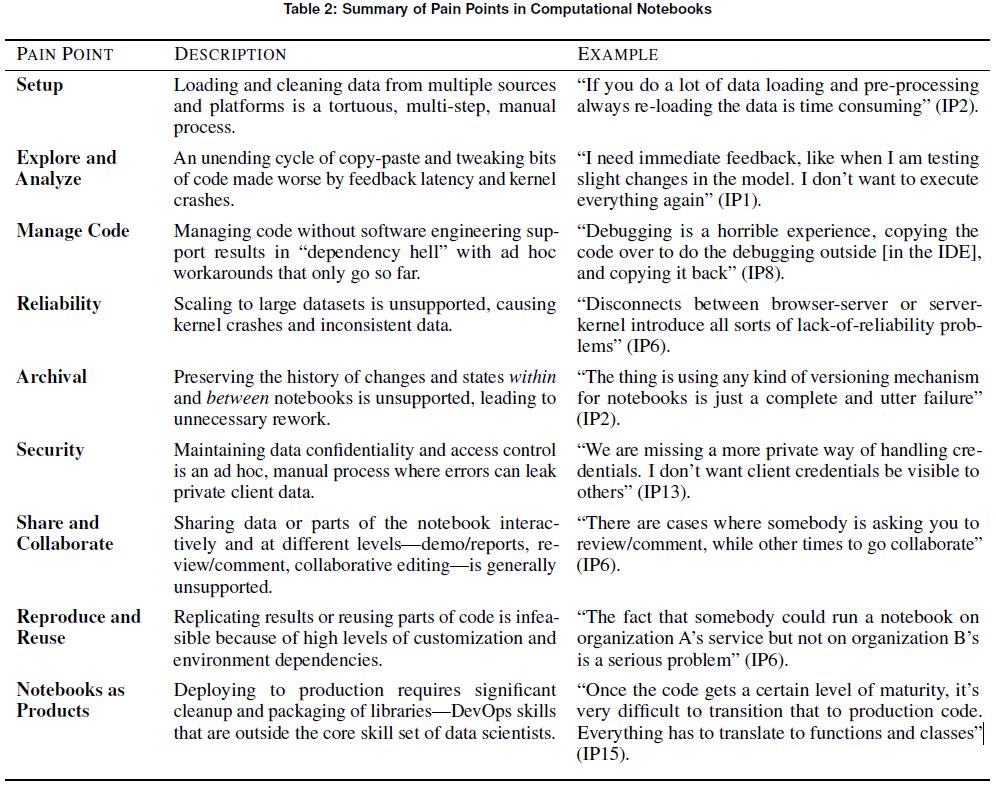 Table 2: Summary of Pain Points in Computational Notebooks
PAIN POINT DESCRIPTION EXAMPLE
Setup
Loading and cleaning data from multiple sources
and platforms is a tortuous, multi-step, manual
process.
“If you do a lot of data loading and pre-processing
always re-loading the data is time consuming” (IP2).
Explore and
Analyze
An unending cycle of copy-paste and tweaking bits
of code made worse by feedback latency and kernel
crashes.
“I need immediate feedback, like when I am testing
slight changes in the model. I don’t want to execute
everything again” (IP1).
Manage Code
Managing code without software engineering sup-
port results in “dependency hell” with ad hoc
workarounds that only go so far.
“Debugging is a horrible experience, copying the
code over to do the debugging outside [in the IDE],
and copying it back” (IP8).
Reliability
Scaling to large datasets is unsupported, causing
kernel crashes and inconsistent data.
“Disconnects between browser-server or server-
kernel introduce all sorts of lack-of-reliability prob-
lems” (IP6).
Archival
Preserving the history of changes and states within
and between notebooks is unsupported, leading to
unnecessary rework.
“The thing is using any kind of versioning mechanism
for notebooks is just a complete and utter failure”
(IP2).
Security
Maintaining data confidentiality and access control
is an ad hoc, manual process where errors can leak
private client data.
“We are missing a more private way of handling cre-
dentials. I don’t want client credentials be visible to
others” (IP13).
Share and
Collaborate
Sharing data or parts of the notebook interac-
tively and at different levels—demo/reports, re-
view/comment, collaborative editing—is generally
unsupported.
“There are cases where somebody is asking you to
review/comment, while other times to go collaborate”
(IP6).
Reproduce and
Reuse
Replicating results or reusing parts of code is infea-
sible because of high levels of customization and
environment dependencies.
“The fact that somebody could run a notebook on
organization A’s service but not on organization B’s
is a serious problem” (IP6).
Notebooks as
Products
Deploying to production requires significant
cleanup and packaging of libraries—DevOps skills
that are outside the core skill set of data scientists.
“Once the code gets a certain level of maturity, it’s
very difficult to transition that to production code.
Everything has to translate to functions and classes”
(IP15).